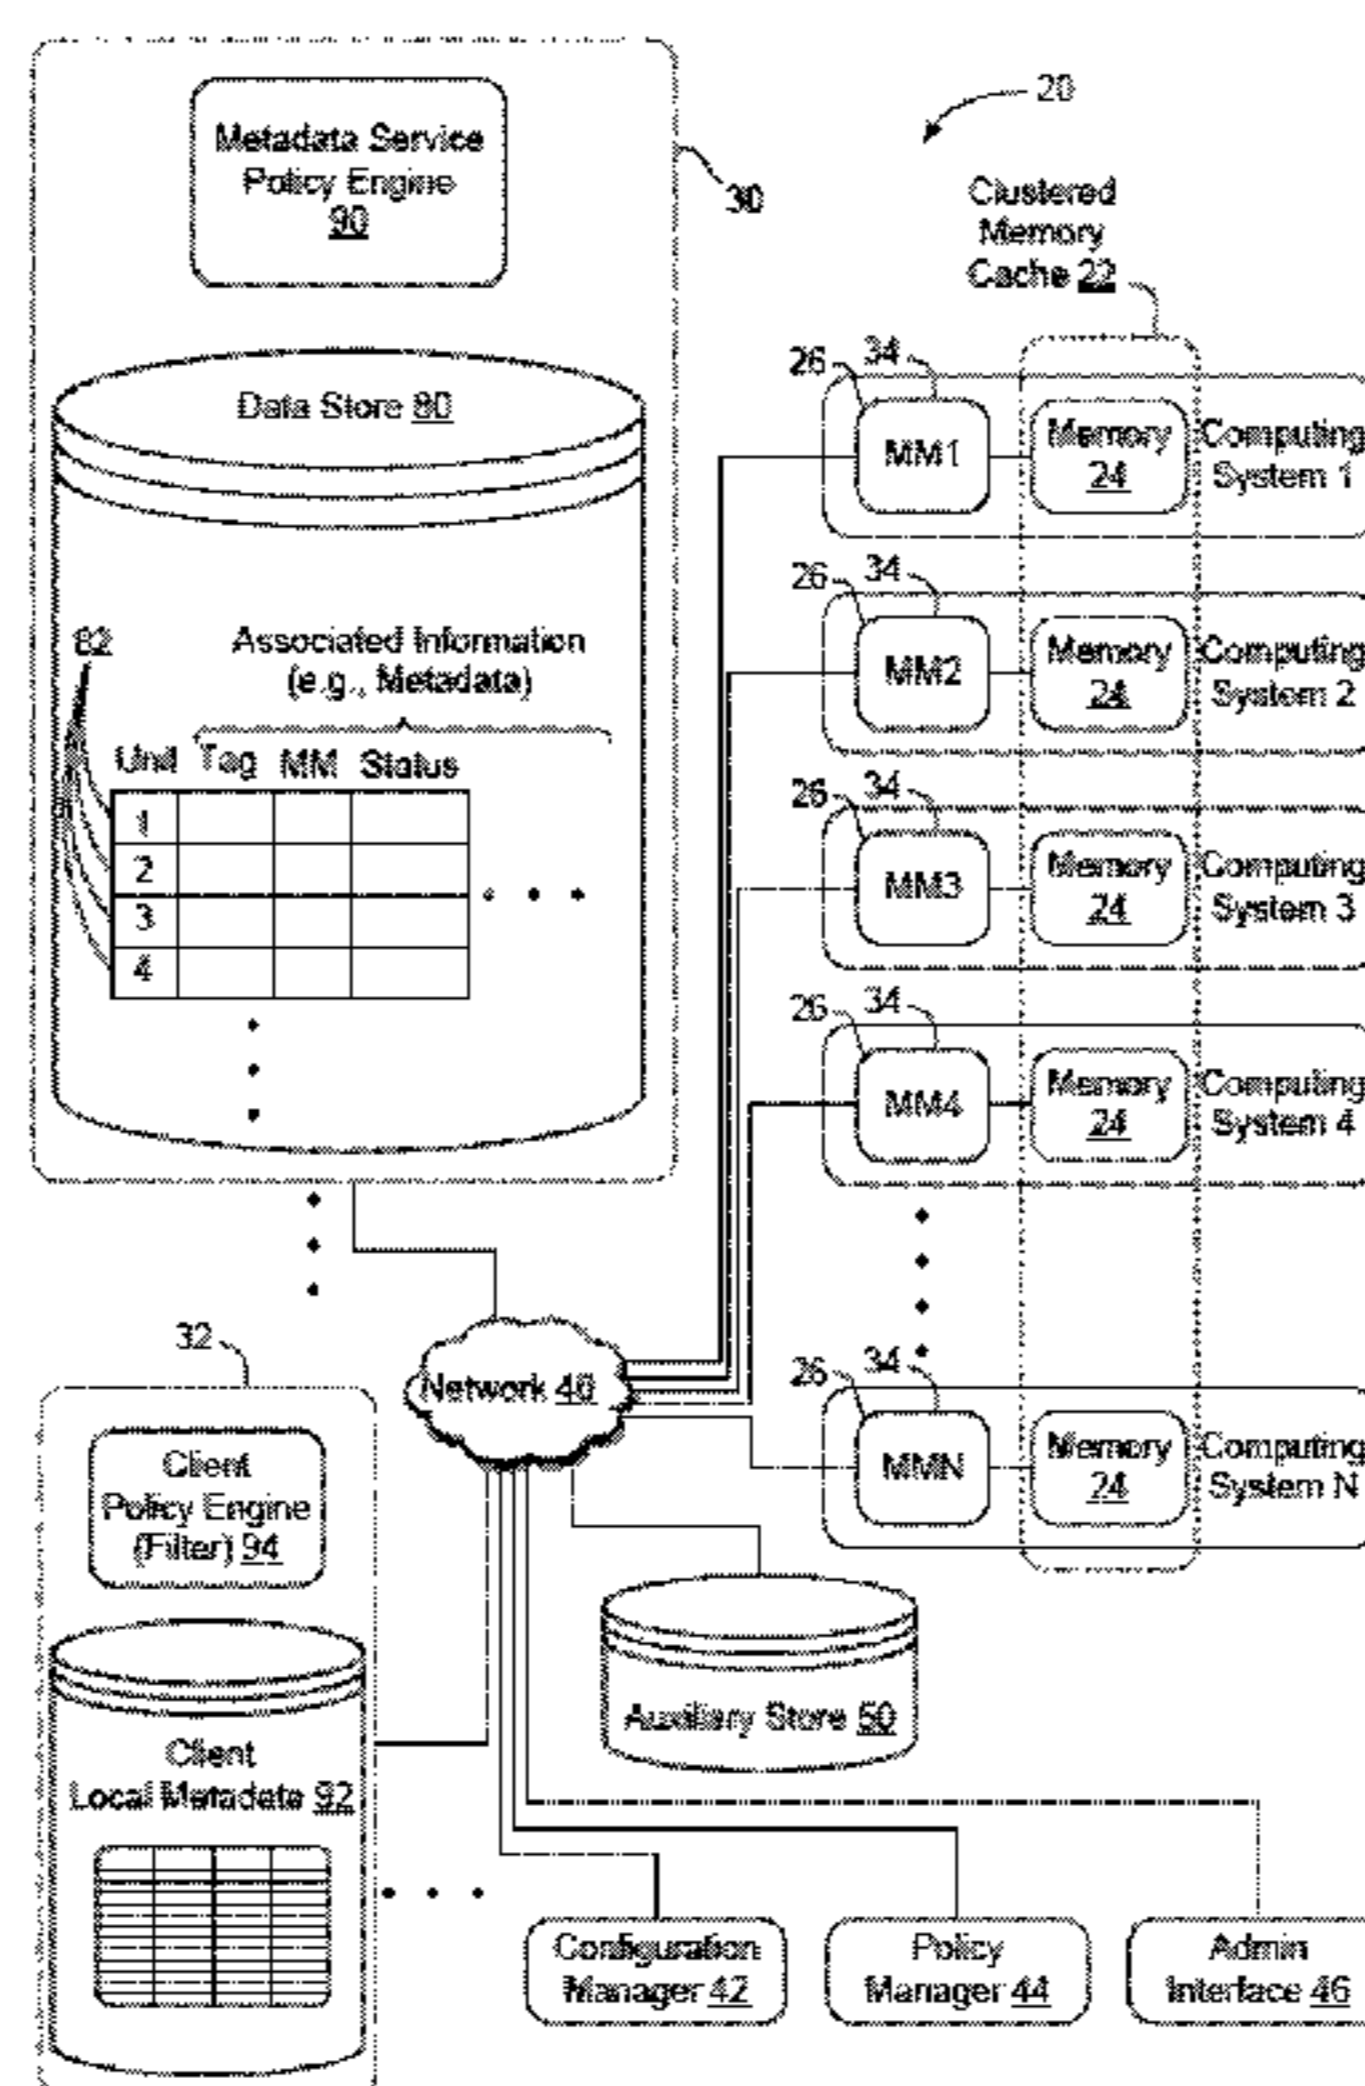 20
Metadata Service
Policy Engine
90
30
Clustered
Memory
Cache 22
Data Store 80
26
34
MM1
Memory
24
Computing
System 1
26
34
MM2
Memory
24
Computing
System 2
82
Associated Information
(e.g., Metadata)
Unit Tag MM Status
1
2
3
4
26
34
MM3
Memory
24
Computing
System 3
26
34
MM4
Memory
24
Computing
System 4
26
34
MMN
Memory
24
Computing
System N
32
Network 40
Client
Policy Engine
(Filter) 94
Auxiliary Store 50
Client
Local Metadata 92
Configuration
Manager 42
Policy
Manager 44
Admin
Interface 46